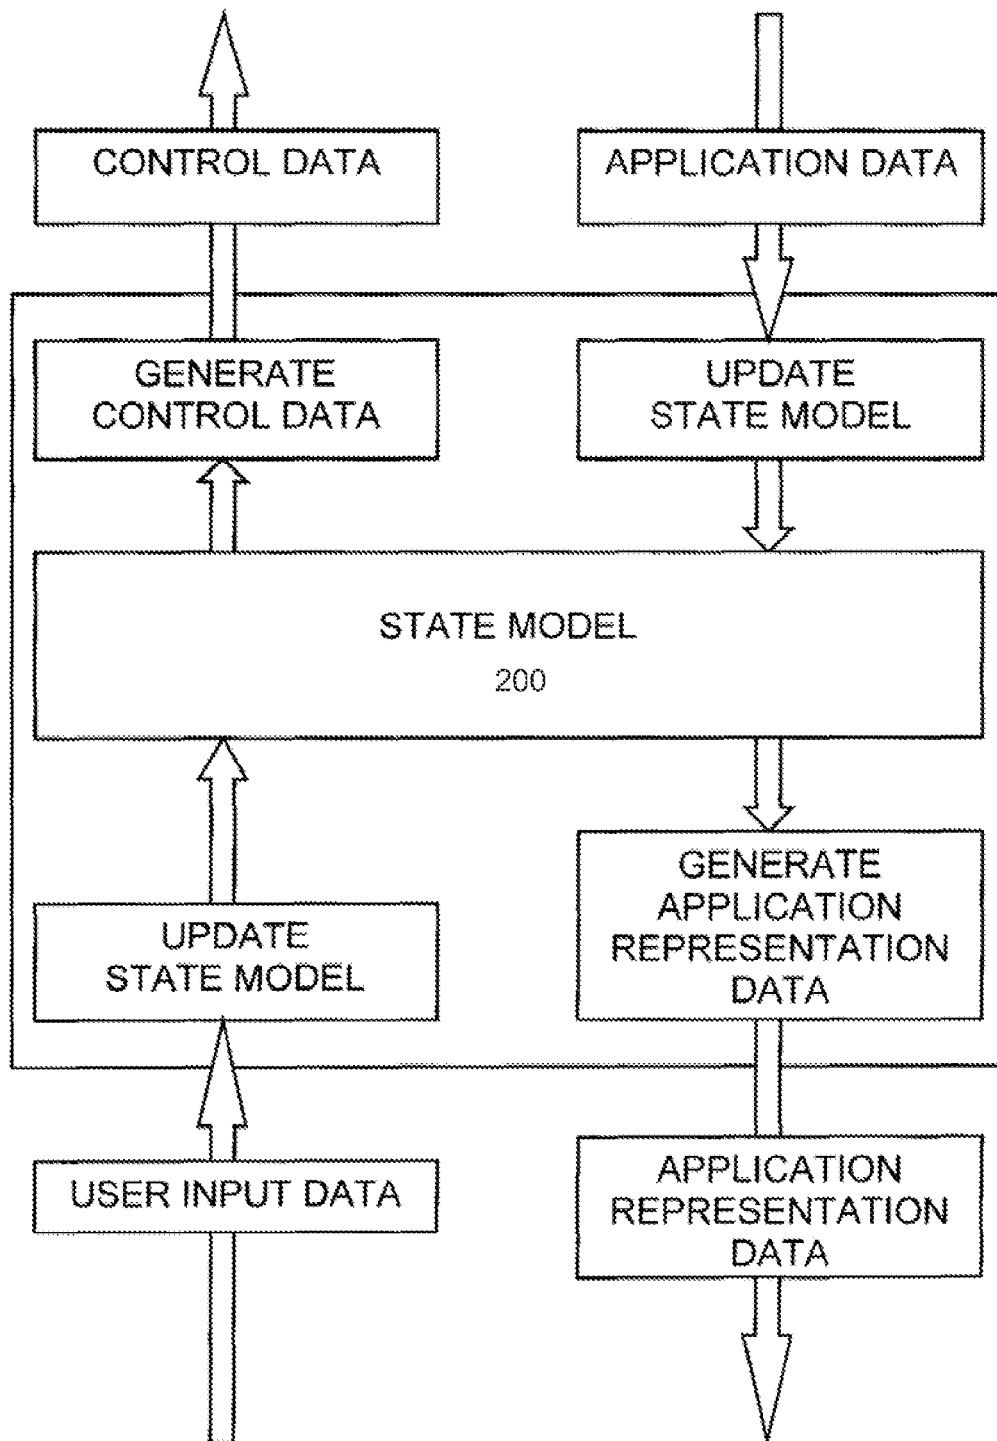 CONTROL DATA
APPLICATION DATA
GENERATE
CONTROL DATA
UPDATE
STATE MODEL
STATE MODEL
200
GENERATE
APPLICATION
REPRESENTATION
DATA
UPDATE
STATE MODEL
USER INPUT DATA
APPLICATION
REPRESENTATION
DATA